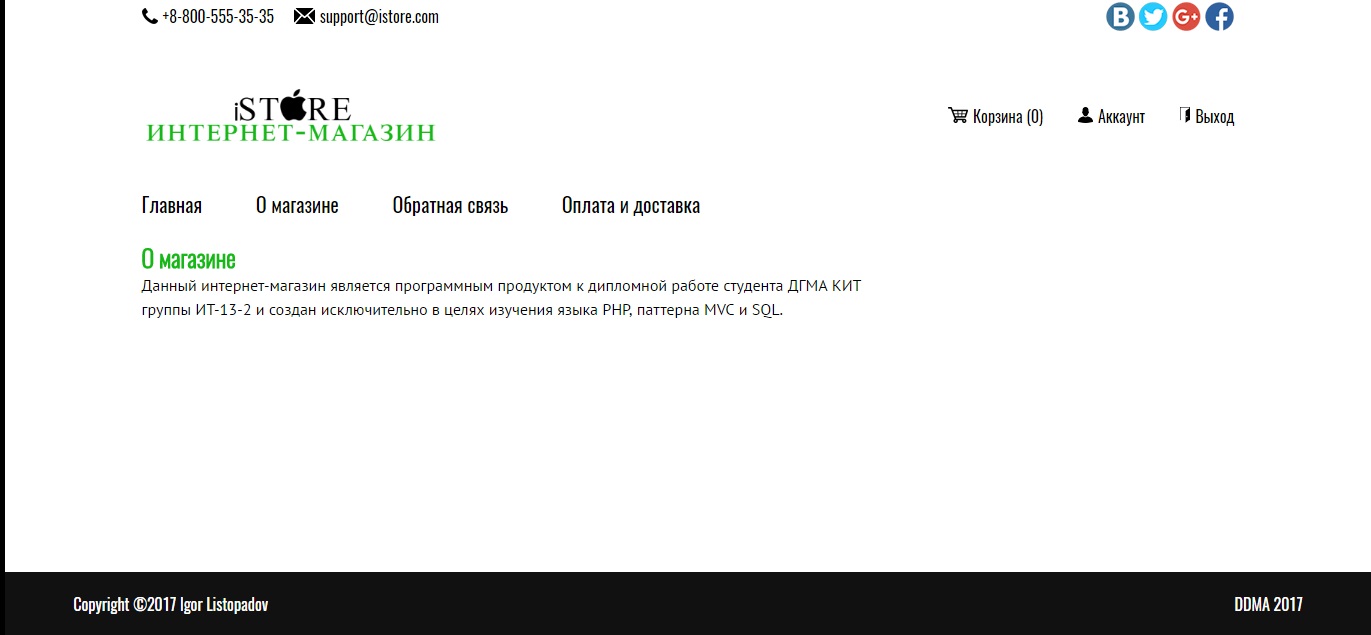 +8-800-555-35-35 support@istore.com
iSTORE
ИНТЕРНЕТ-МАГАЗИН
Корзина (0) Аккаунт Выход
Главная О магазине Обратная связь Оплата и доставка
О магазине
Данный интернет-магазин является программным продуктом к дипломной работе студента ДГМА КИТ
группы ИТ-13-2 и создан исключительно в целях изучения языка PHP, паттерна MVC и SQL.
Copyright ©2017 Igor Listopadov DDMA 2017